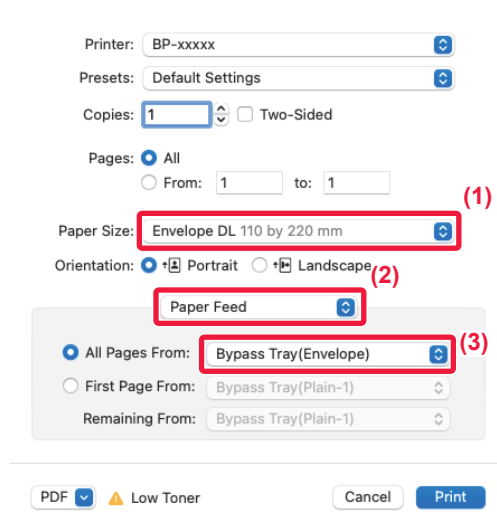 Printer: BP-xxxxx
Presets: Default Settings
Copies: 1 Two-Sided
Pages: All
From: 1 to: 1
(1)
Paper Size: Envelope DL 110 by 220 mm
Orientation: Portrait Landscape
(2)
Paper Feed
(3)
All Pages From: Bypass Tray(Envelope)
First Page From: Bypass Tray(Plain-1)
Remaining From: Bypass Tray(Plain-1)
PDF Low Toner Cancel Print